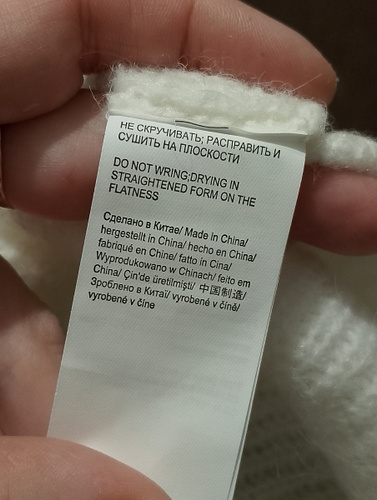 НЕ СКРУЧИВАТЬ; РАСПРАВИТЬ И
СУШИТЬ НА ПЛОСКОСТИ
DO NOT WRING;DRYING IN
STRAIGHTENED FORM ON THE
FLATNESS
Сделано в Китае/ Made in China/
hergestellt in China/ hecho en China/
fabriqué en Chine/ fatto in Cina/
Wyprodukowano w Chinach/ feito em
China/ Çin'de üretilmişti/ 中国制造/
Зроблено в Китаї/ vyrobené v číně/
vyrobené v číne